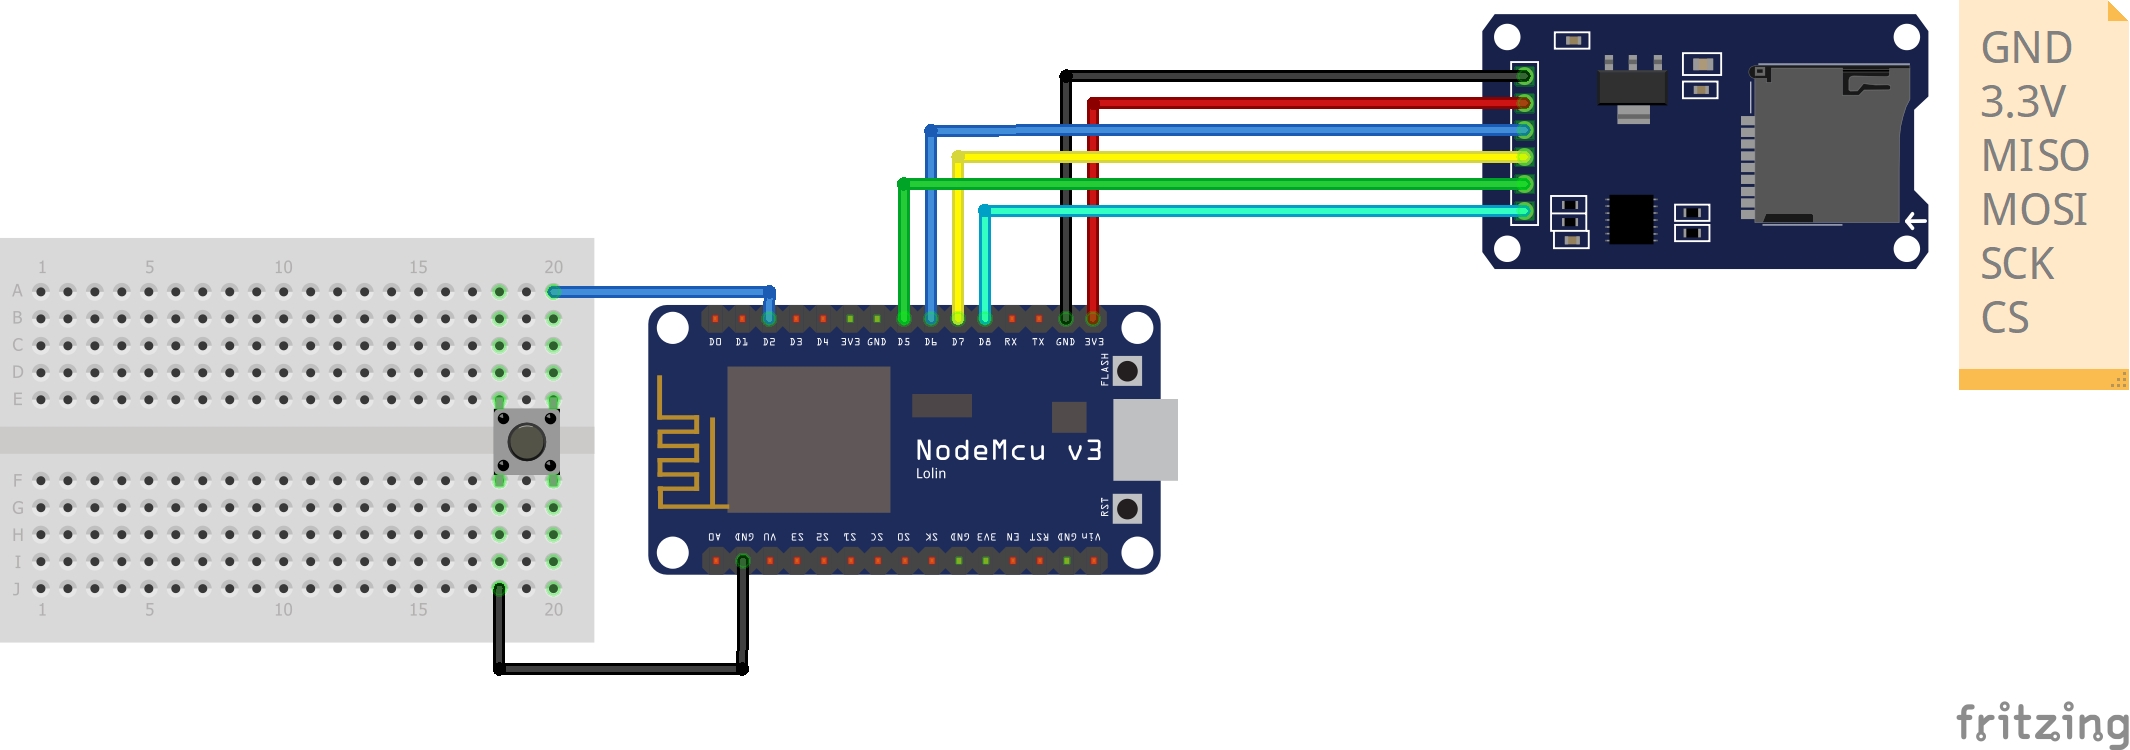 GND
3.3V
MISO
MOSI
SCK
CS
1 5 10 15 20
A
B
C
D
E
F
G
H
I
J
1 5 10 15 20
D0 D1 D2 D3 D4 3V3 GND D5 D6 D7 D8 RX TX GND 3V3
FLASH
NodeMcu v3
Lolin
RST
A0 GND VU S3 S2 S1 SC S0 SK GND 3V3 EN RST GND Vin
fritzing